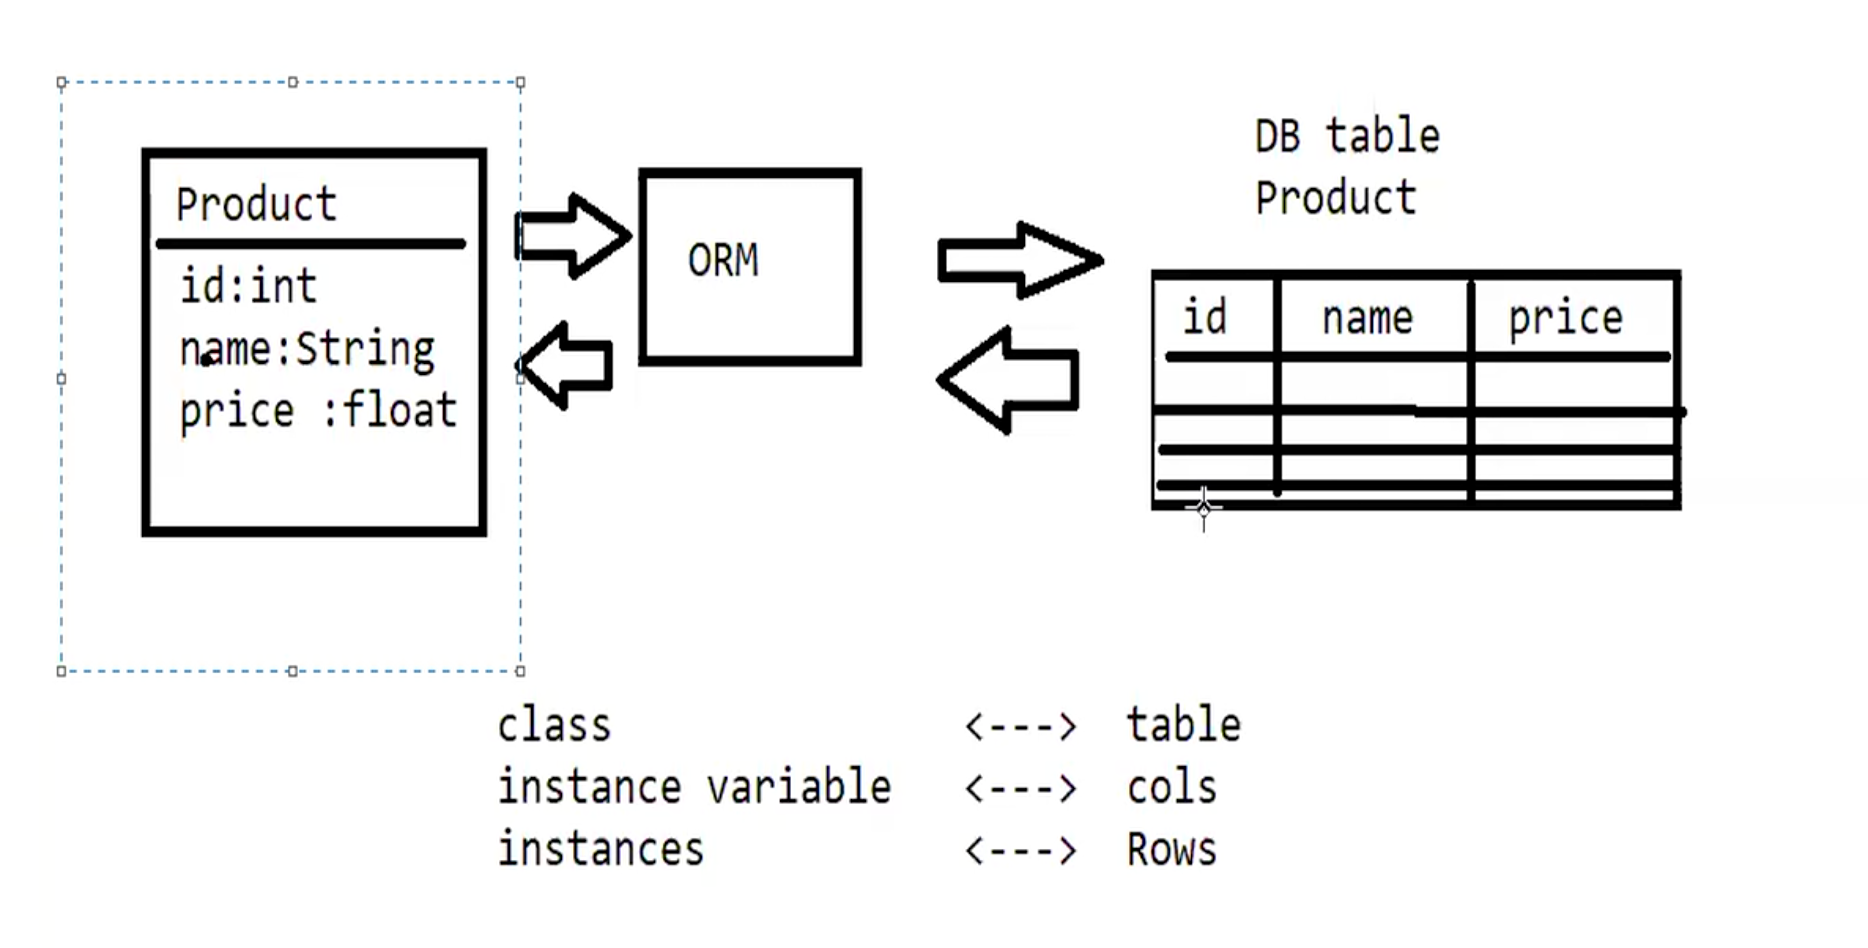 Product
id:int
name:String
price :float
ORM
DB table
Product
id name price
class <---> table
instance variable <---> cols
instances <---> Rows